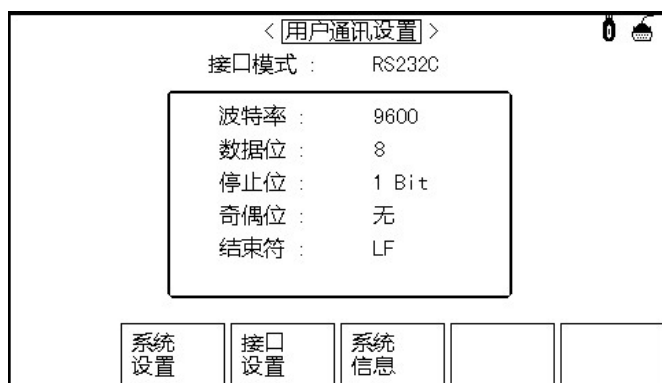 < 用户通讯设置 >
接口模式 : RS232C
波特率 : 9600
数据位 : 8
停止位 : 1 Bit
奇偶位 : 无
结束符 : LF
系统设置
接口设置
系统信息